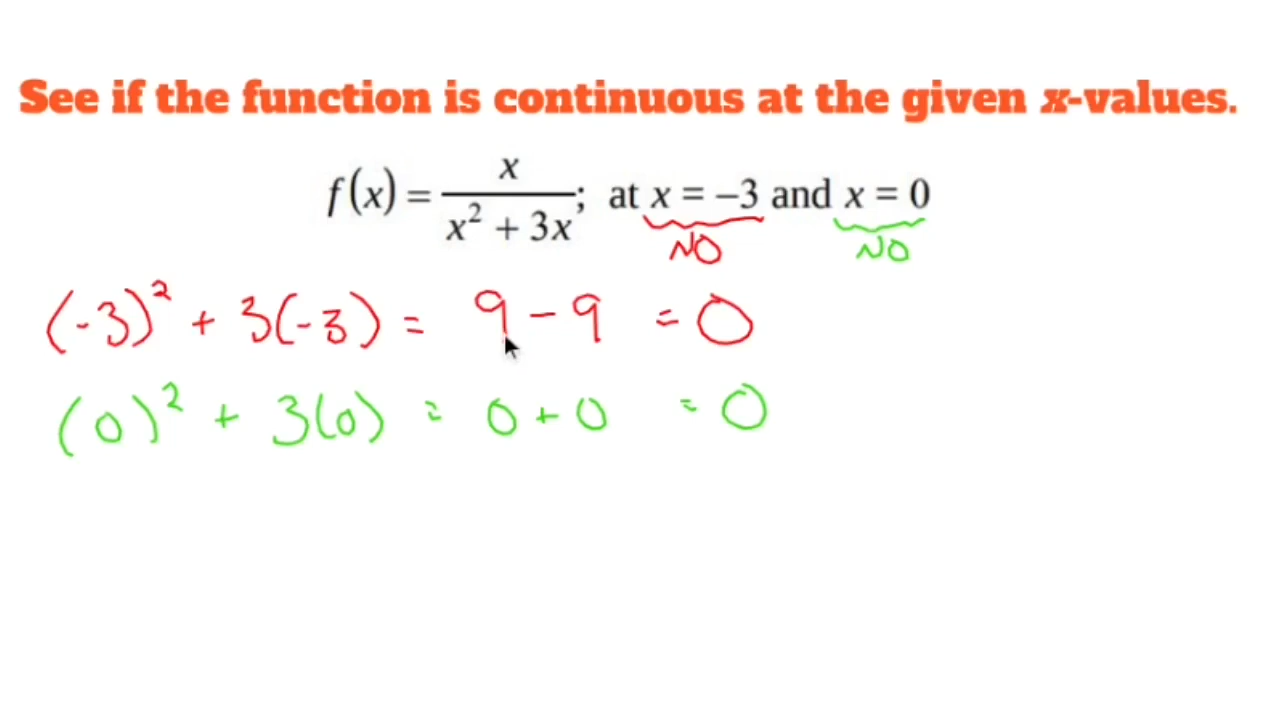 See if the function is continuous at the given x-values.
f(x) = x / (x² + 3x); at x = −3 and x = 0
NO NO
(-3)² + 3(-3) = 9 - 9 = 0
(0)² + 3(0) = 0 + 0 = 0